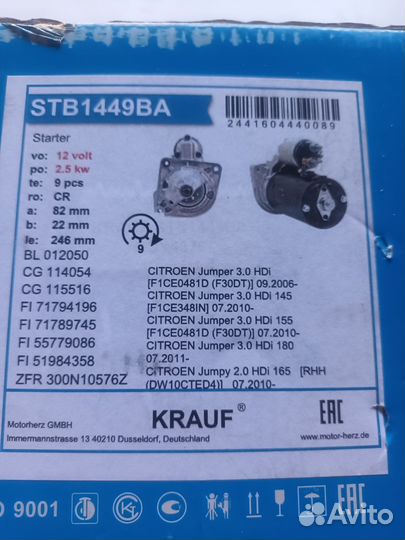 STB1449BA
2441604440089
Starter
vo: 12 volt
po: 2.5 kw
te: 9 pcs
ro: CR
a: 82 mm
b: 22 mm
le: 246 mm
9
BL 012050
CG 114054
CG 115516
FI 71794196
FI 71789745
FI 55779086
FI 51984358
ZFR 300N10576Z
CITROEN Jumper 3.0 HDi
[F1CE0481D (F30DT)] 09.2006-
CITROEN Jumper 3.0 HDi 145
[F1CE348IN] 07.2010-
CITROEN Jumper 3.0 HDi 155
[F1CE0481D (F30DT)] 07.2010-
CITROEN Jumper 3.0 HDi 180
07.2011-
CITROEN Jumpy 2.0 HDi 165 [RHH
(DW10CTED4)] 07.2010-
Motorherz GMBH
Immermannstrasse 13 40210 Dusseldorf, Deutschland
KRAUF ®
EAC
www.motor-herz.de
O 9001
EAC
Avito